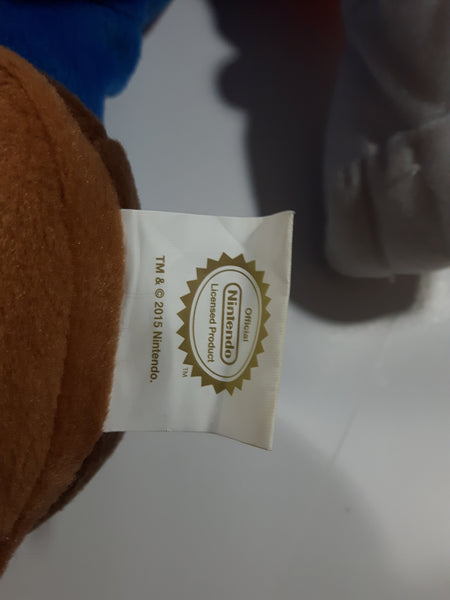 Official
Nintendo
Licensed Product
TM
TM & © 2015 Nintendo.